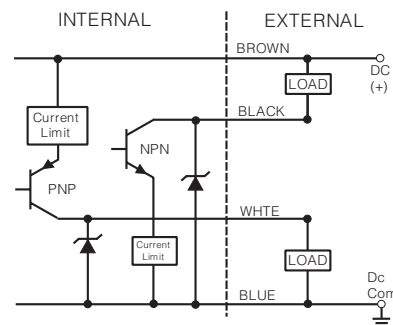 INTERNAL
EXTERNAL
BROWN
DC
(+)
LOAD
BLACK
Current
Limit
NPN
PNP
WHTE
Current
Limit
LOAD
BLUE
Dc
Com